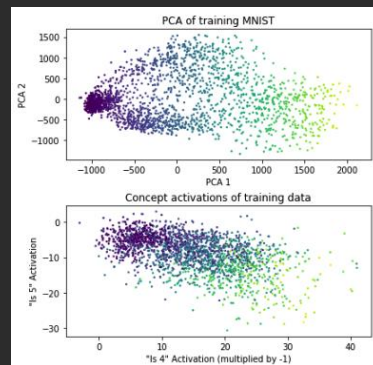 PCA of training MNIST
1500
1000
500
0
−500
−1000
PCA 2
−1000 −500 0 500 1000 1500 2000
PCA 1
Concept activations of training data
0
−10
−20
−30
"Is 5" Activation
0 10 20 30 40
"Is 4" Activation (multiplied by -1)